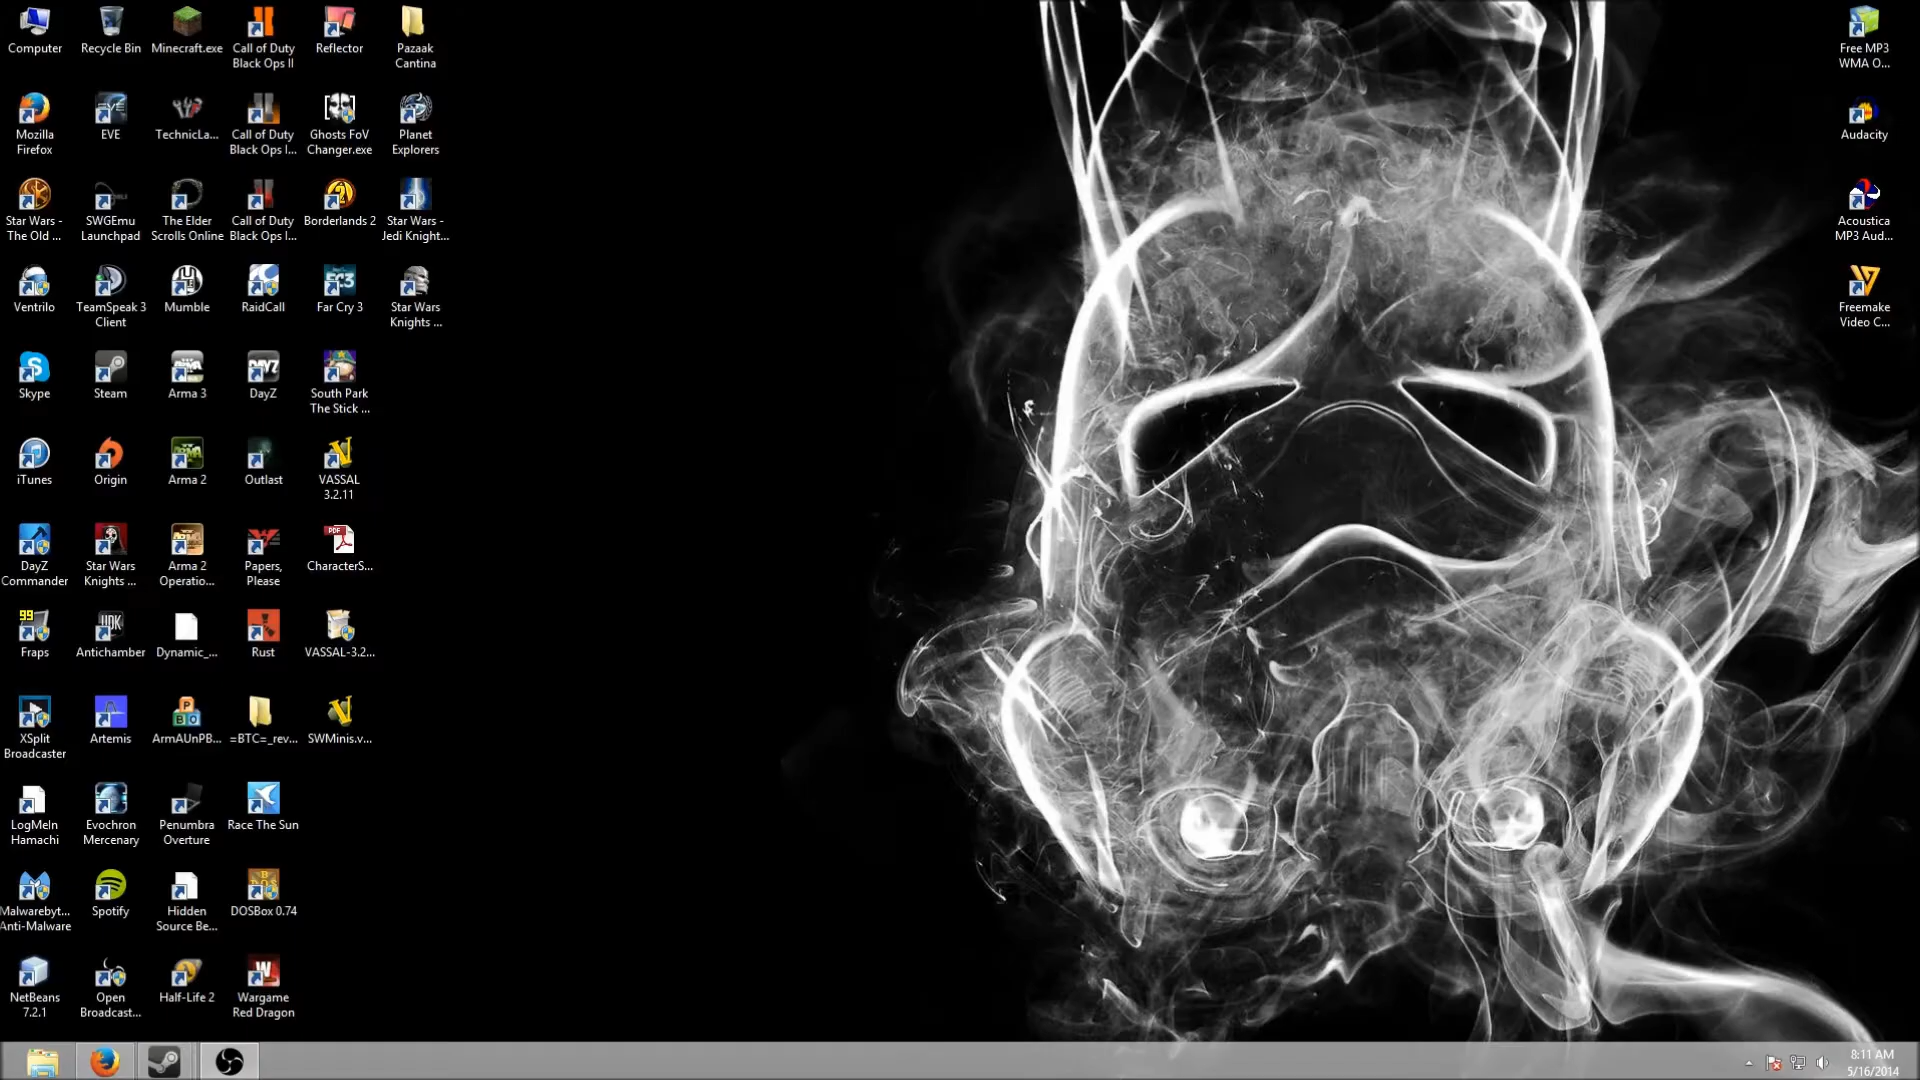 Computer
Recycle Bin
Minecraft.exe
Call of Duty
Black Ops II
Reflector
Pazaak
Cantina
Free MP3
WMA O...
Mozilla
Firefox
EVE
TechnicLa...
Call of Duty
Black Ops I...
Ghosts FoV
Changer.exe
Planet
Explorers
Audacity
Star Wars -
The Old ...
SWGEmu
Launchpad
The Elder
Scrolls Online
Call of Duty
Black Ops I...
Borderlands 2
Star Wars -
Jedi Knight...
Acoustica
MP3 Aud...
Ventrilo
TeamSpeak 3
Client
Mumble
RaidCall
Far Cry 3
Star Wars
Knights ...
Freemake
Video C...
Skype
Steam
Arma 3
DayZ
South Park
The Stick ...
iTunes
Origin
Arma 2
Outlast
VASSAL
3.2.11
DayZ
Commander
Star Wars
Knights ...
Arma 2
Operatio...
Papers,
Please
CharacterS...
Fraps
Antichamber
Dynamic_...
Rust
VASSAL-3.2...
XSplit
Broadcaster
Artemis
ArmAUnPB...
=BTC=_rev...
SWMinis.v...
LogMeIn
Hamachi
Evochron
Mercenary
Penumbra
Overture
Race The Sun
Malwarebyt...
Anti-Malware
Spotify
Hidden
Source Be...
DOSBox 0.74
NetBeans
7.2.1
Open
Broadcast...
Half-Life 2
Wargame
Red Dragon
8:11 AM
5/16/2014